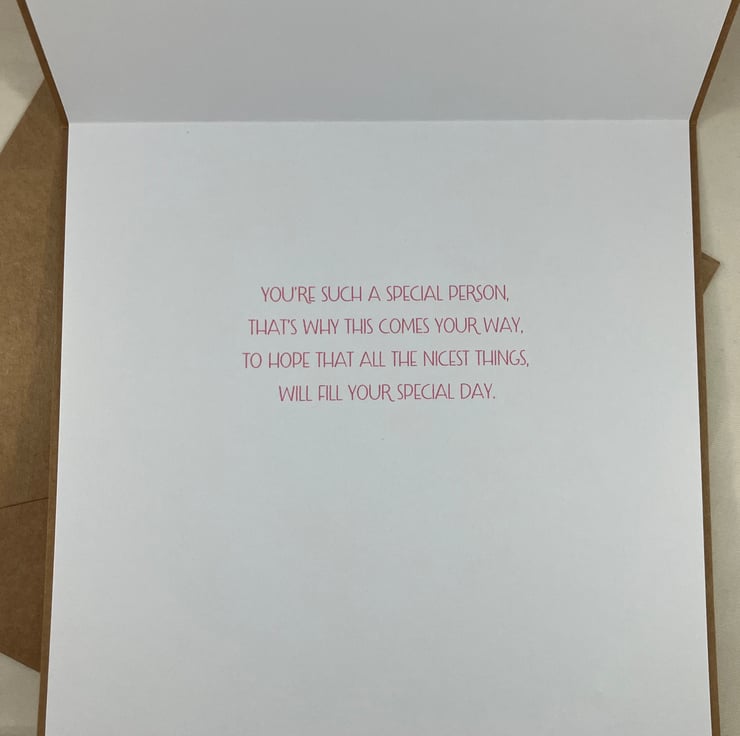 YOU'RE SUCH A SPECIAL PERSON,
THAT'S WHY THIS COMES YOUR WAY,
TO HOPE THAT ALL THE NICEST THINGS,
WILL FILL YOUR SPECIAL DAY.